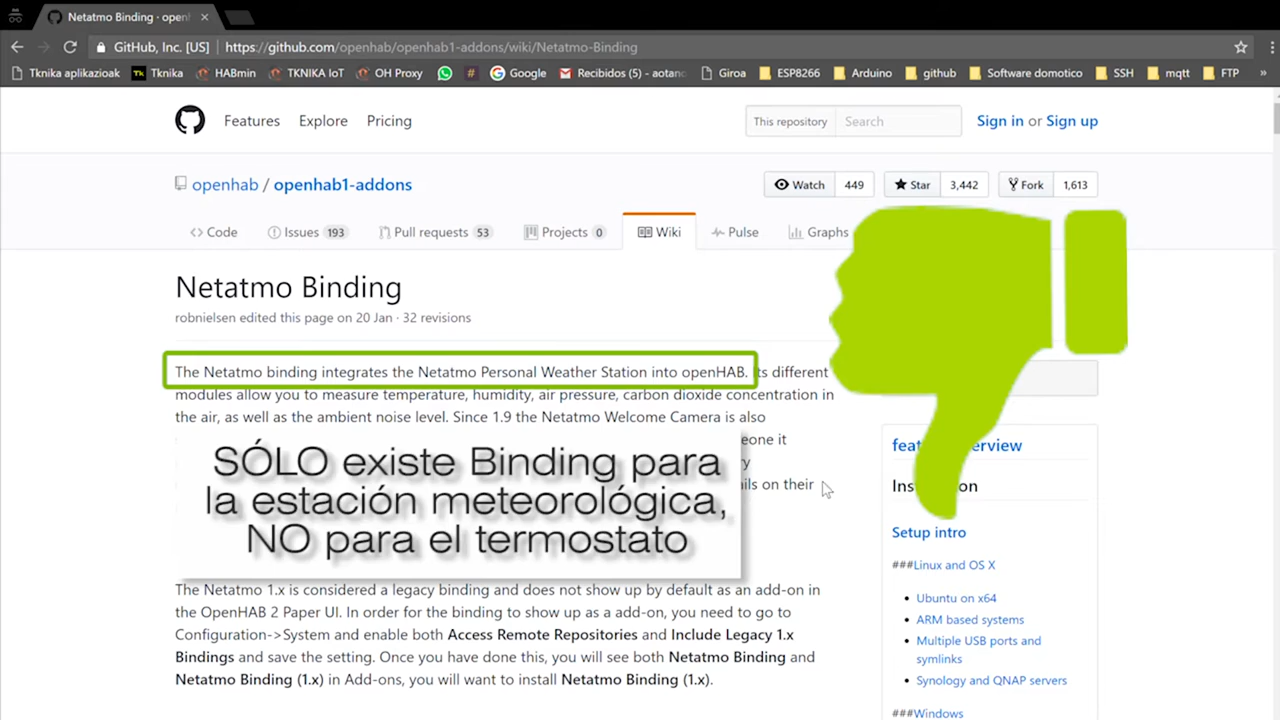 Netatmo Binding · openh
GitHub, Inc. [US]
https://github.com/openhab/openhab1-addons/wiki/Netatmo-Binding
Tknika aplikazioak
Tk Tknika
HABmin
TKNIKA IoT
OH Proxy
#
Google
Recibidos (5) - aotano
Giroa
ESP8266
Arduino
github
Software domotico
SSH
mqtt
FTP
»
Features
Explore
Pricing
This repository
Search
Sign in or Sign up
openhab / openhab1-addons
Watch 449
Star 3,442
Fork 1,613
Code
Issues 193
Pull requests 53
Projects 0
Wiki
Pulse
Graphs
Netatmo Binding
robnielsen edited this page on 20 Jan · 32 revisions
The Netatmo binding integrates the Netatmo Personal Weather Station into openHAB. Its different
modules allow you to measure temperature, humidity, air pressure, carbon dioxide concentration in
the air, as well as the ambient noise level. Since 1.9 the Netatmo Welcome Camera is also
eone it
ry
ils on their
SÓLO existe Binding para
la estación meteorológica,
NO para el termostato
The Netatmo 1.x is considered a legacy binding and does not show up by default as an add-on in
the OpenHAB 2 Paper UI. In order for the binding to show up as a add-on, you need to go to
Configuration->System and enable both Access Remote Repositories and Include Legacy 1.x
Bindings and save the setting. Once you have done this, you will see both Netatmo Binding and
Netatmo Binding (1.x) in Add-ons, you will want to install Netatmo Binding (1.x).
Setup intro
###Linux and OS X
Ubuntu on x64
ARM based systems
Multiple USB ports and
symlinks
Synology and QNAP servers
###Windows